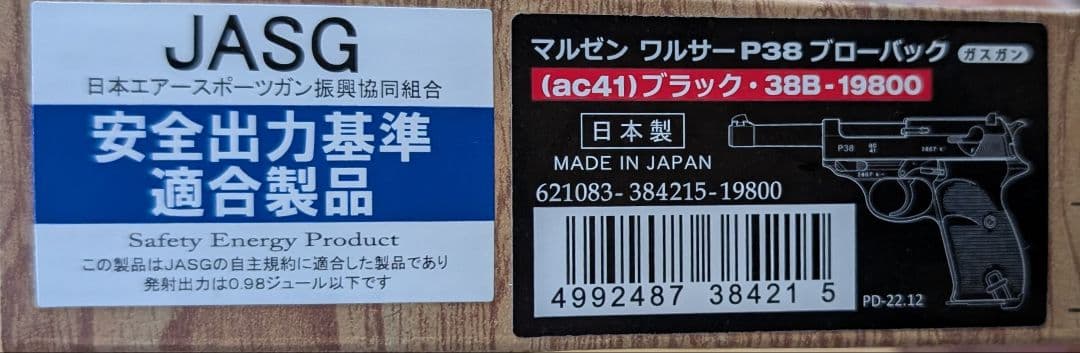 JASG
日本エアースポーツガン振興協同組合
安全出力基準
適合製品
Safety Energy Product
この製品はJASGの自主規約に適合した製品であり
発射出力は0.98ジュール以下です
マルゼン ワルサーP38 ブローバック ガスガン
(ac41)ブラック・38B-19800
日本製
MADE IN JAPAN
621083-384215-19800
4992487 384215
P38 ac 41
PD-22.12